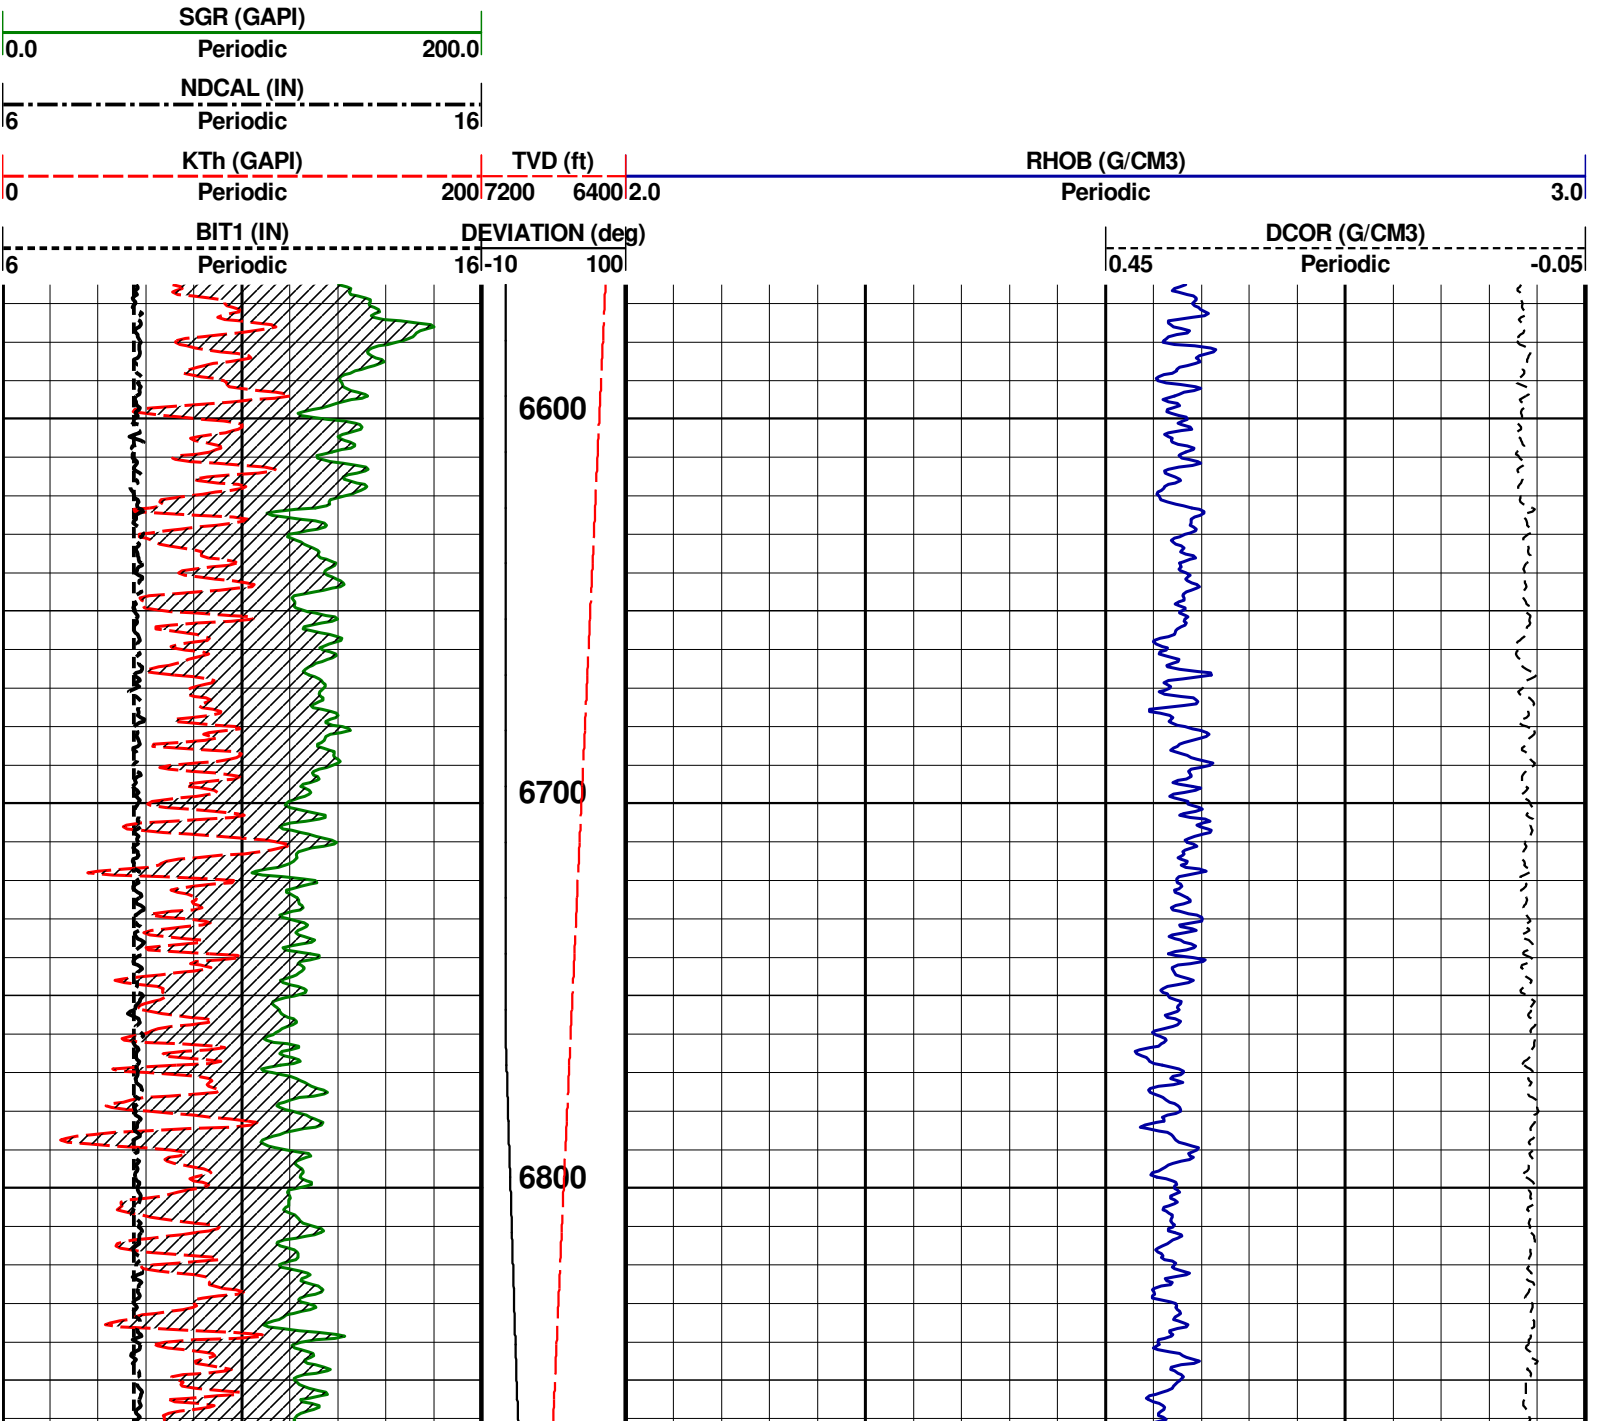 SGR (GAPI)
0.0 Periodic 200.0
NDCAL (IN)
6 Periodic 16
KTh (GAPI) TVD (ft) RHOB (G/CM3)
0 Periodic 200 7200 6400 2.0 Periodic 3.0
BIT1 (IN) DEVIATION (deg) DCOR (G/CM3)
6 Periodic 16 -10 100 0.45 Periodic -0.05
6600
6700
6800